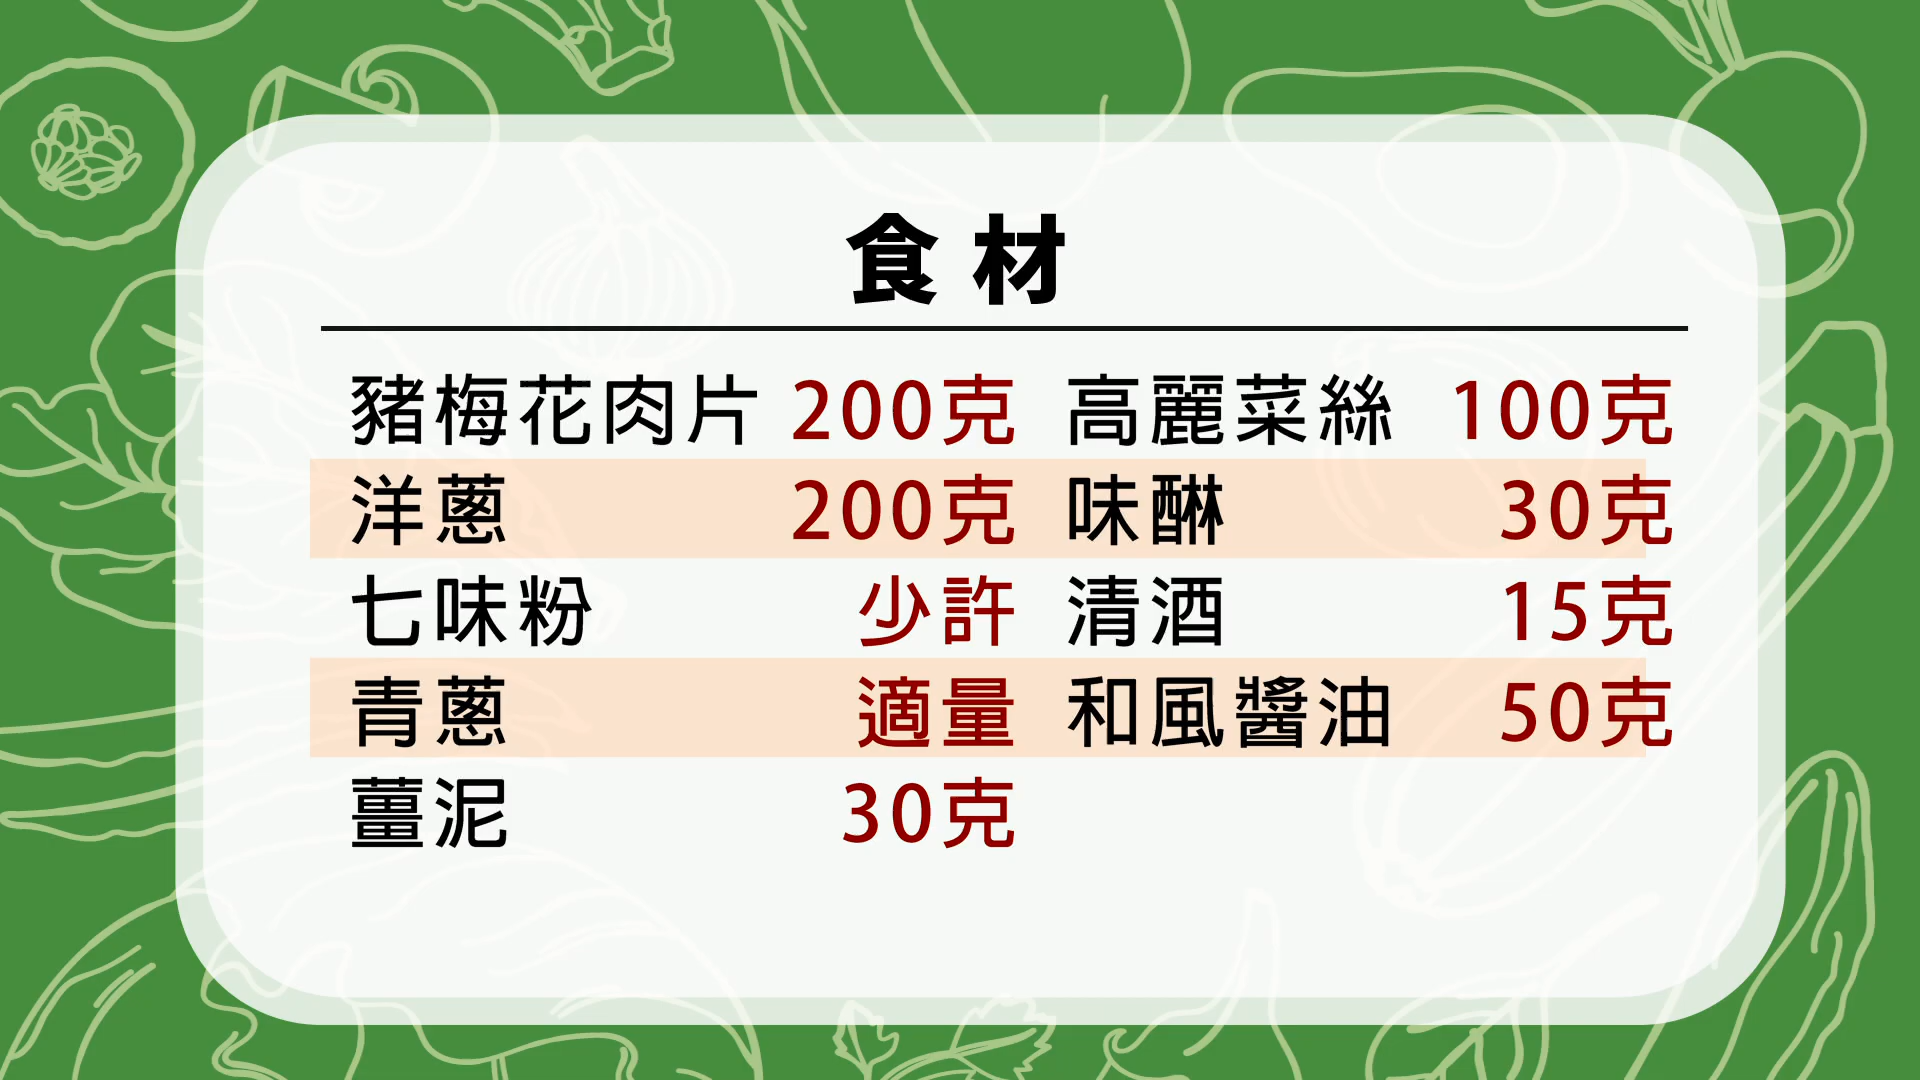 食材
豬梅花肉片 200克 高麗菜絲 100克
洋蔥 200克 味醂 30克
七味粉 少許 清酒 15克
青蔥 適量 和風醬油 50克
薑泥 30克